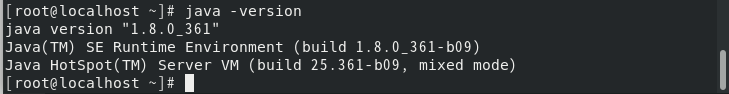 [root@localhost ~]# java -version
java version "1.8.0_361"
Java(TM) SE Runtime Environment (build 1.8.0_361-b09)
Java HotSpot(TM) Server VM (build 25.361-b09, mixed mode)
[root@localhost ~]#